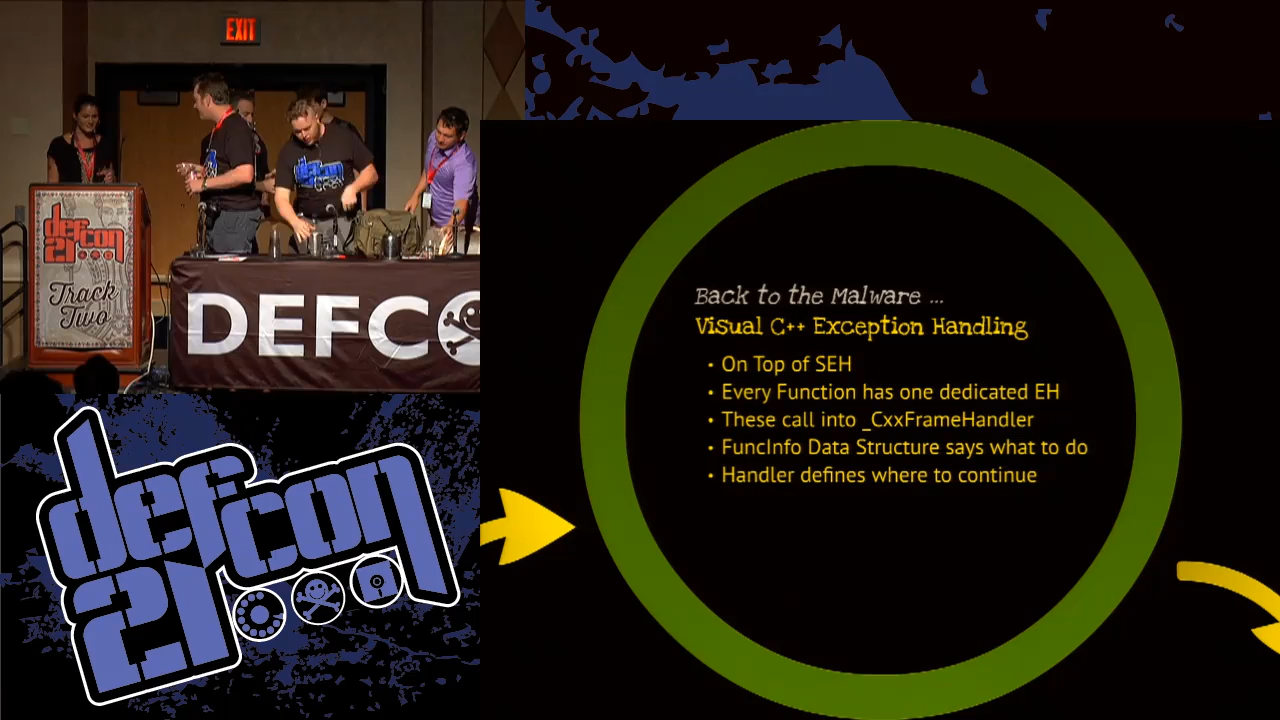 EXIT
def
con
21
Track
Two
DEFCO
Back to the Malware ...
Visual C++ Exception Handling
• On Top of SEH
• Every Function has one dedicated EH
• These call into _CxxFrameHandler
• FuncInfo Data Structure says what to do
• Handler defines where to continue
defcon
21
defcon